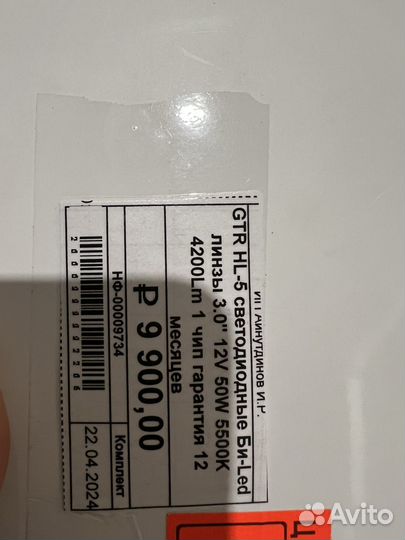 ИП Гайнутдинов И.Р.
GTR HL-5 светодиодные Би-Led
линзы 3.0" 12V 50W 5500K
4200Lm 1 чип гарантия 12
месяцев
₽ 9 900,00
НФ-00009734
Комплект
22.04.2024
Avito